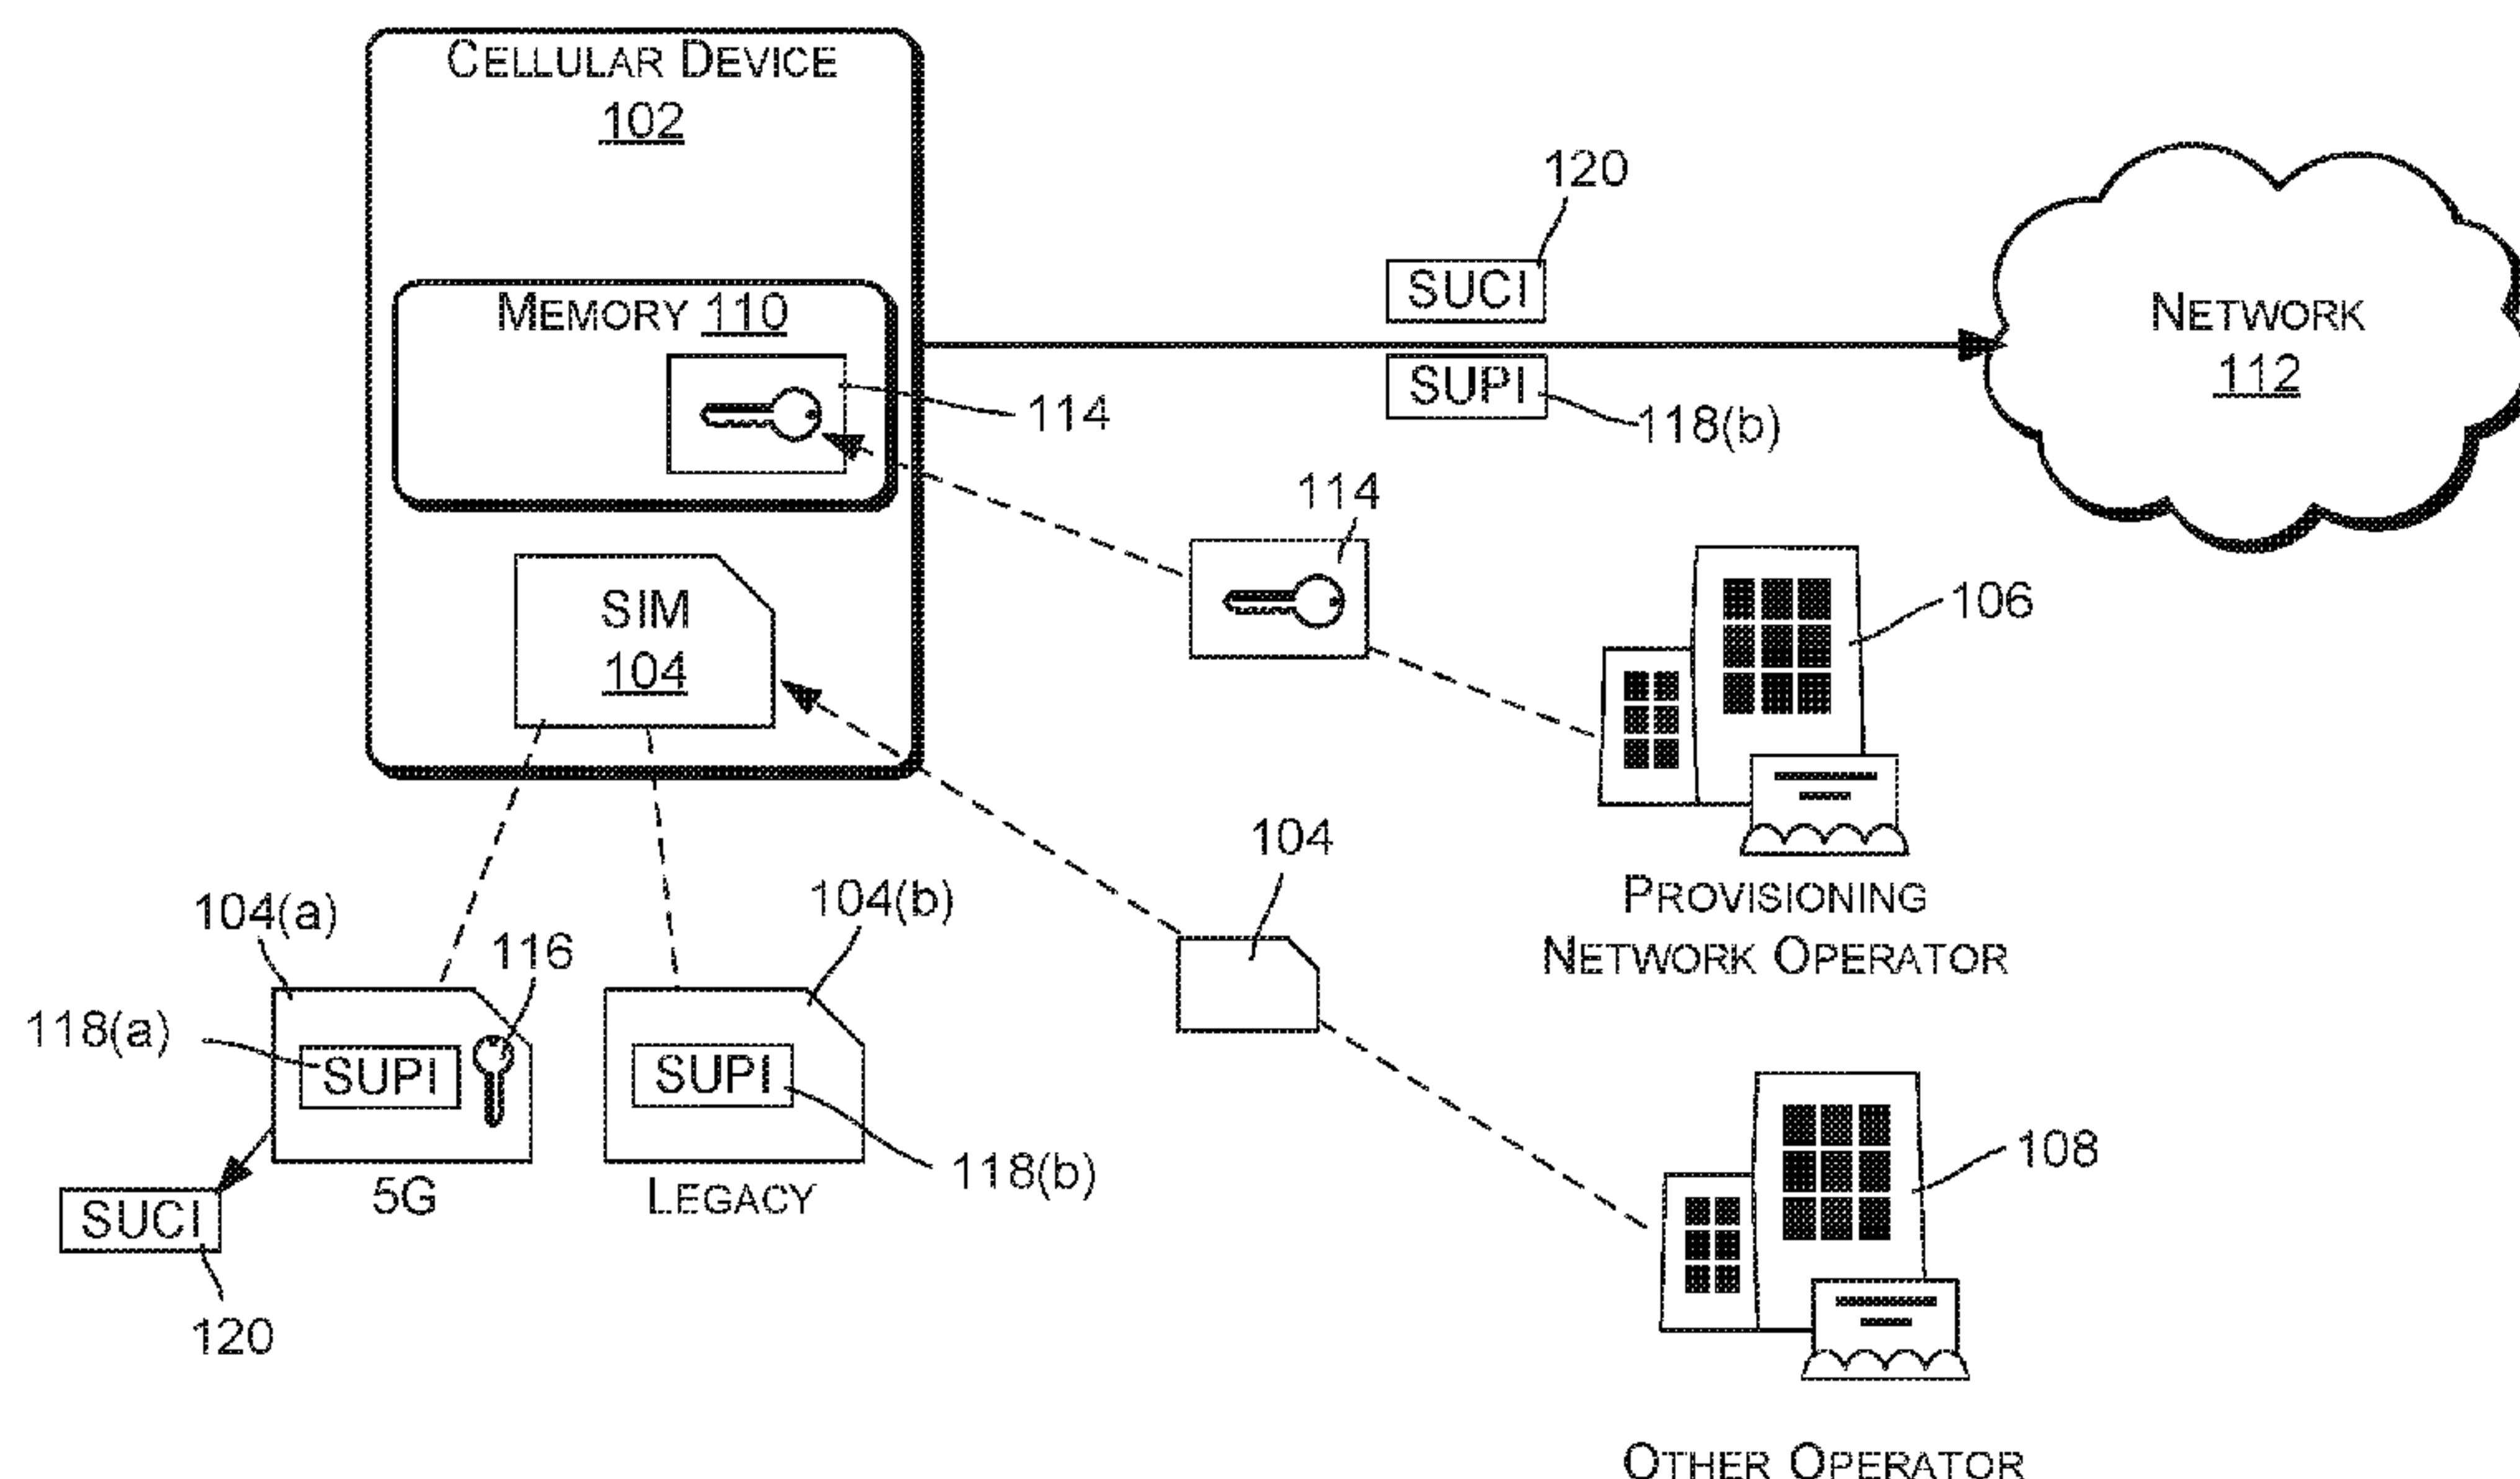 CELLULAR DEVICE
102
MEMORY 110
114
SIM
104
120
SUCI
SUPI
118(b)
NETWORK
112
114
106
PROVISIONING
NETWORK OPERATOR
104
104(a)
116
118(a)
SUPI
5G
SUCI
120
104(b)
SUPI
118(b)
LEGACY
108
OTHER OPERATOR